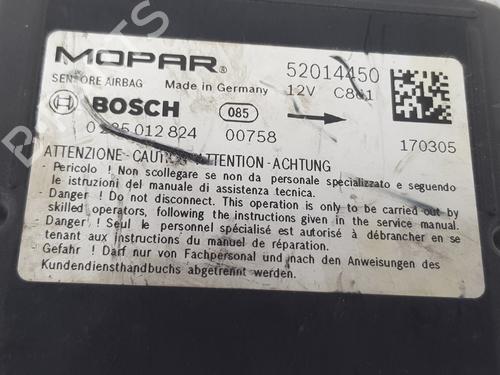 MOPAR® 52014450
SENSORE AIRBAG Made in Germany 12V
BOSCH 085
012 824 00758 170305
ATTENZIONE-CAUTION-ATTENTION-ACHTUNG
- Pericolo ! Non scollegare se non da personale specializzato e seguendo
le istruzioni del manuale di assistenza tecnica.
- Danger ! Do not disconnect. This operation is only to be carried out by
skilled operators, following the instructions given in the service manual.
- Danger ! Seul le personnel spécialisé est autorisé à débrancher en se
tenant aux instructions du manuel de réparation.
- Gefahr ! Darf nur von Fachpersonal und nach den Anweisungen des
Kundendiensthandbuchs abgetrennt werden.